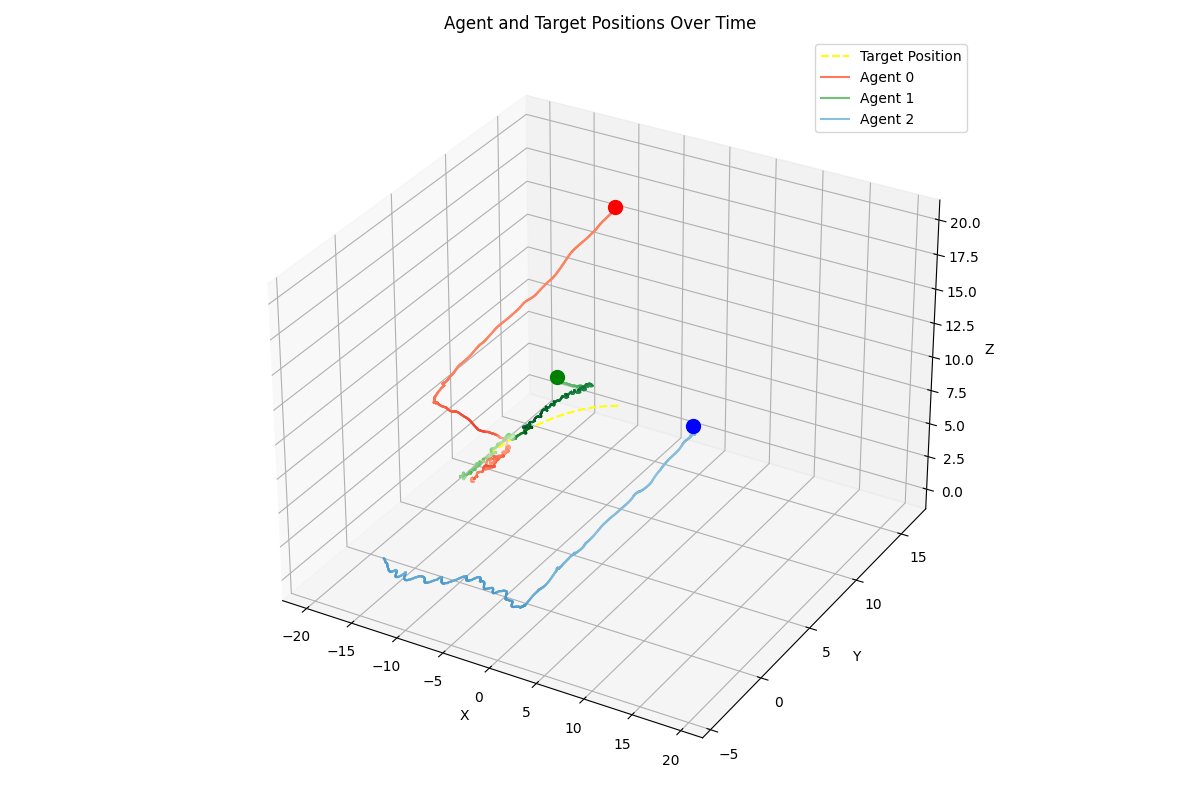 Agent and Target Positions Over Time
Target Position
Agent 0
Agent 1
Agent 2
20.0
17.5
15.0
12.5
10.0
7.5
5.0
2.5
0.0
Z
15
10
5
0
−5
Y
−20
−15
−10
−5
0
5
10
15
20
X